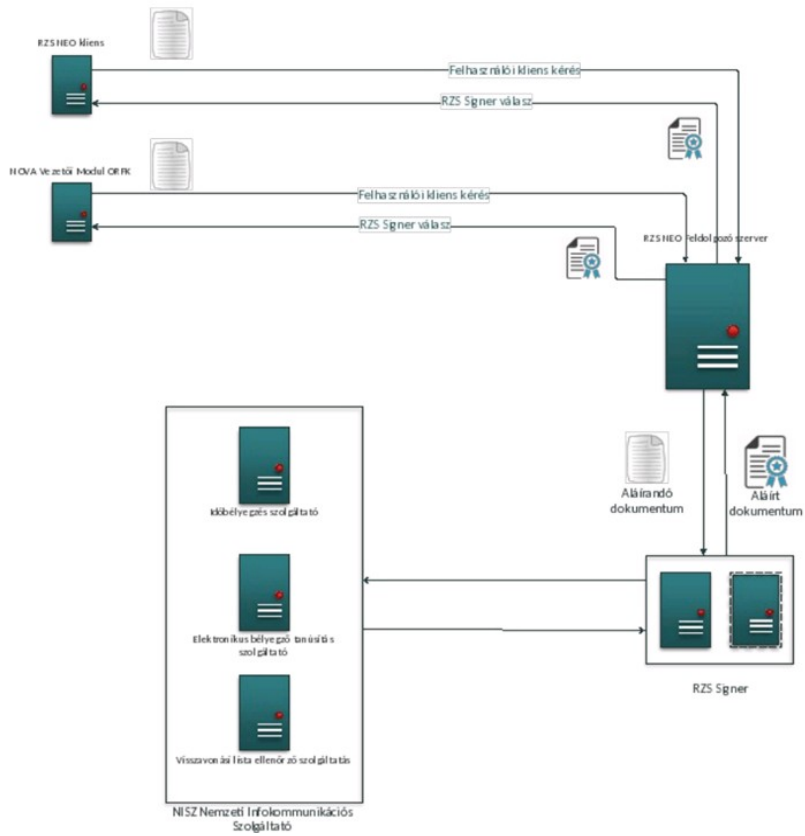 RZS NEO kliens
Felhasználói kliens kérés
RZS Signer válasz
NOVA Vezetői Modul ORFK
Felhasználói kliens kérés
RZS Signer válasz
RZS NEO Feldolgozó szerver
Aláírandó
dokumentum
Aláírt
dokumentum
Időbélyegzés szolgáltató
Elektronikus bélyegző tanúsítás
szolgáltató
Visszavonási lista ellenőrző szolgáltatás
RZS Signer
NISZ Nemzeti Infokommunikációs
Szolgáltató